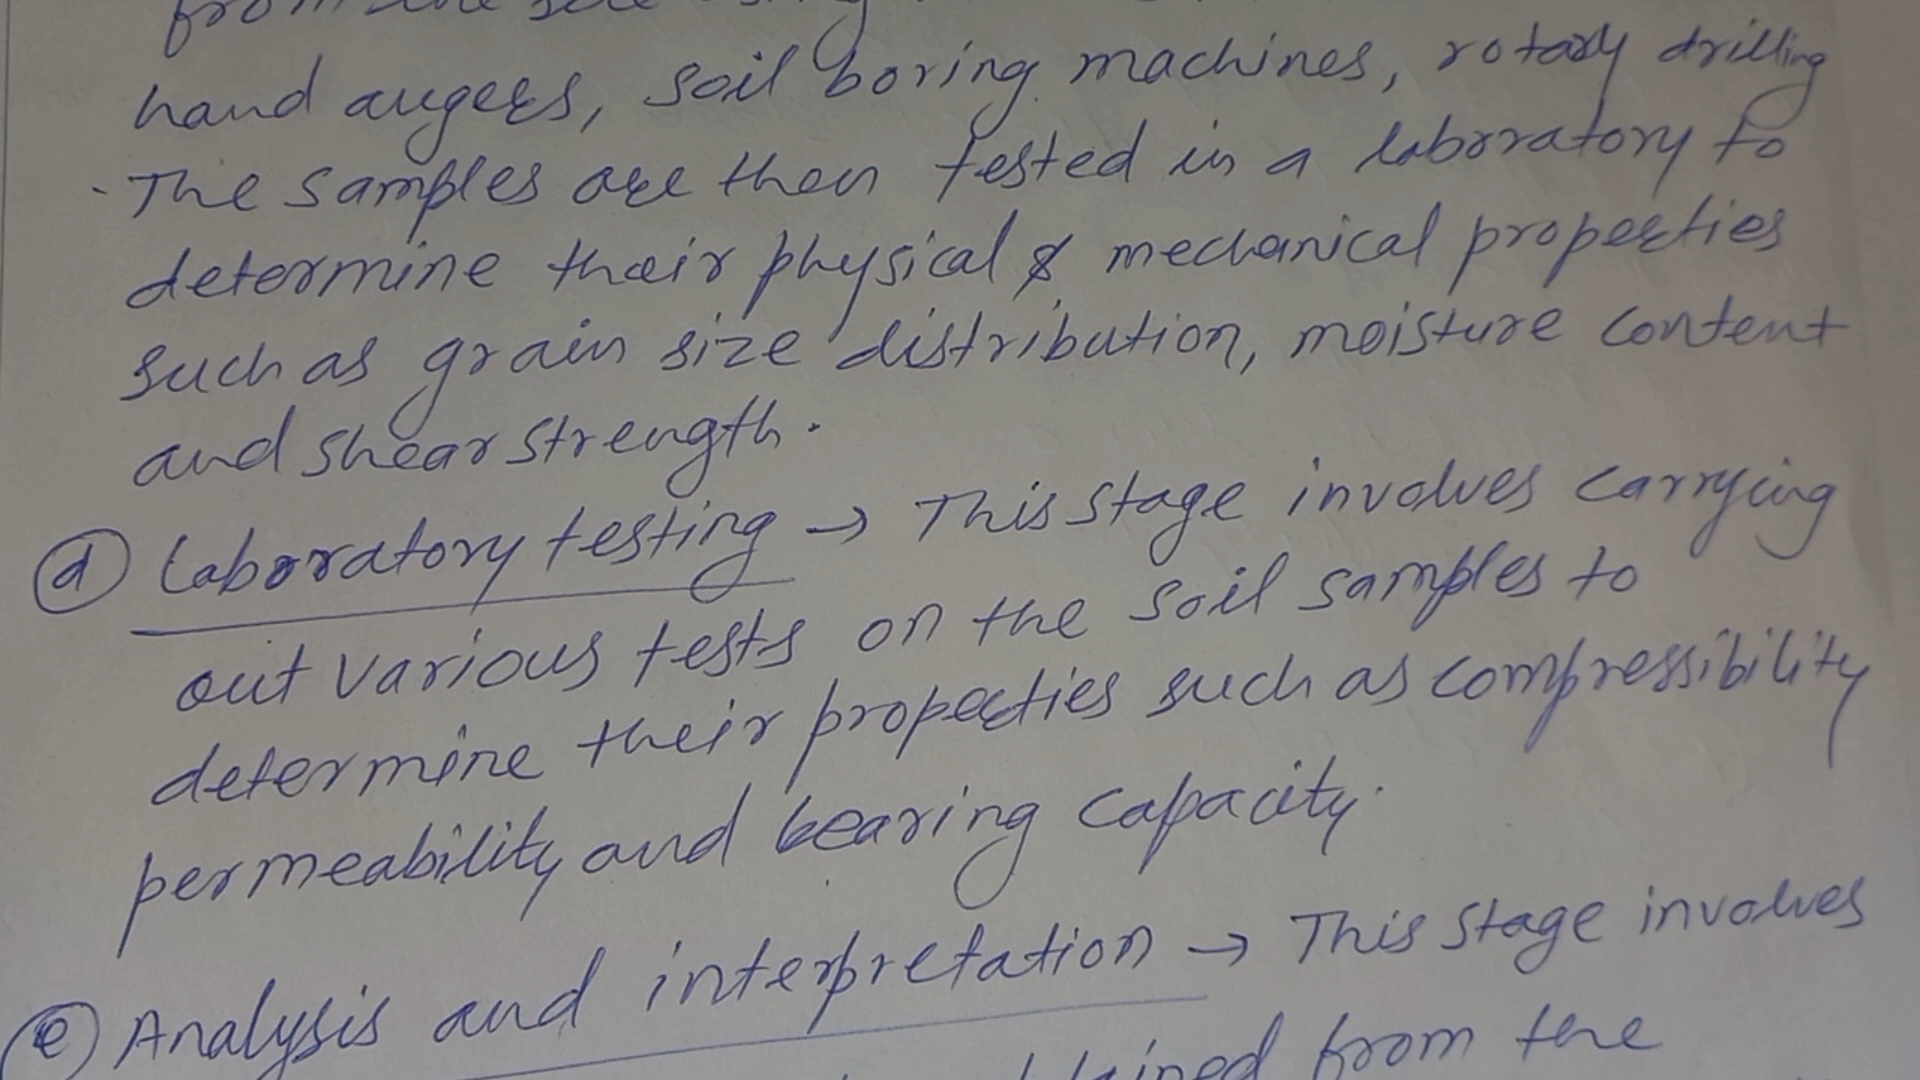 from the
hand augers, soil boring machines, rotary drilling
- The samples are then tested in a laboratory to
determine their physical & mechanical properties
such as grain size distribution, moisture content
and shear strength.
(d) Laboratory testing → This stage involves carrying
out various tests on the soil samples to
determine their properties such as compressibility
permeability and bearing capacity.
(e) Analysis and interpretation → This stage involves
from the